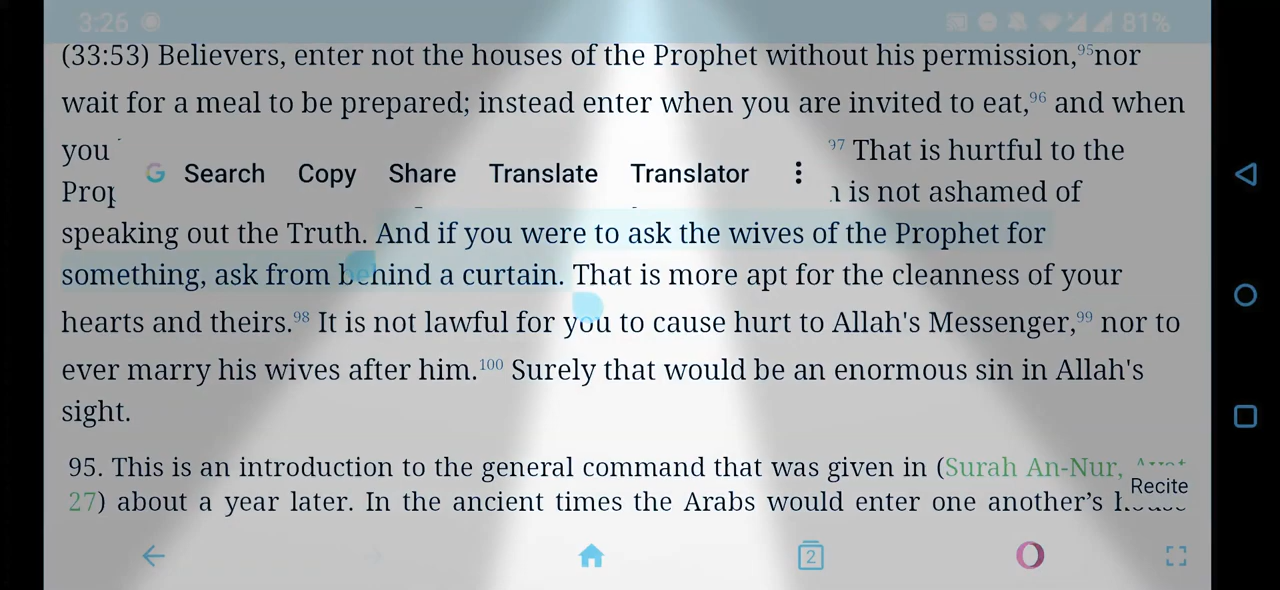 3:26 81%
(33:53) Believers, enter not the houses of the Prophet without his permission,95nor
wait for a meal to be prepared; instead enter when you are invited to eat,96 and when
you 97 That is hurtful to the
Search Copy Share Translate Translator
is not ashamed of
speaking out the Truth. And if you were to ask the wives of the Prophet for
something, ask from behind a curtain. That is more apt for the cleanness of your
hearts and theirs.98 It is not lawful for you to cause hurt to Allah's Messenger,99 nor to
ever marry his wives after him.100 Surely that would be an enormous sin in Allah's
sight.
95. This is an introduction to the general command that was given in (Surah An-Nur,
Recite
27) about a year later. In the ancient times the Arabs would enter one another’s
2